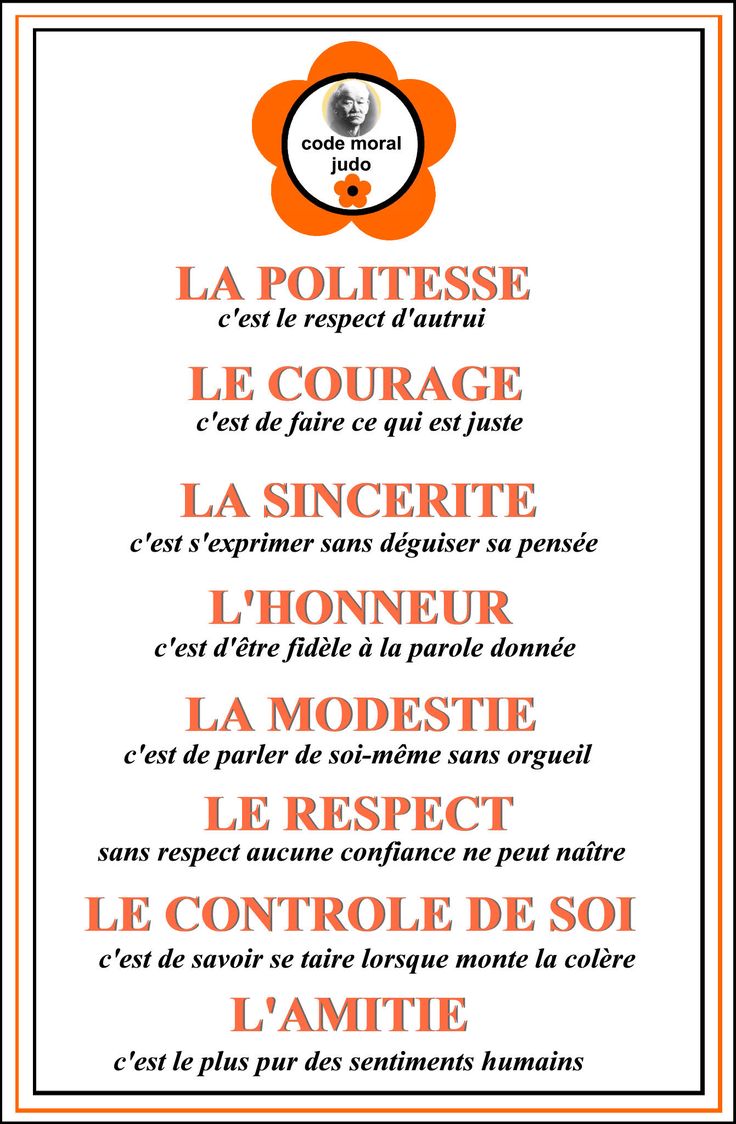 code moral
judo
LA POLITESSE
c'est le respect d'autrui
LE COURAGE
c'est de faire ce qui est juste
LA SINCERITE
c'est s'exprimer sans déguiser sa pensée
L'HONNEUR
c'est d'être fidèle à la parole donnée
LA MODESTIE
c'est de parler de soi-même sans orgueil
LE RESPECT
sans respect aucune confiance ne peut naître
LE CONTROLE DE SOI
c'est de savoir se taire lorsque monte la colère
L'AMITIE
c'est le plus pur des sentiments humains